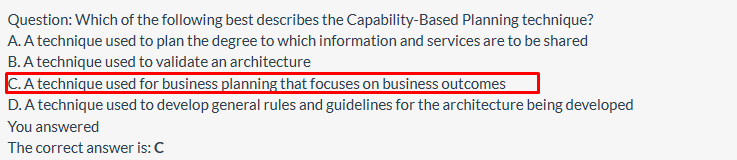 Question: Which of the following best describes the Capability-Based Planning technique?
A. A technique used to plan the degree to which information and services are to be shared
B. A technique used to validate an architecture
C. A technique used for business planning that focuses on business outcomes
D. A technique used to develop general rules and guidelines for the architecture being developed
You answered
The correct answer is: C